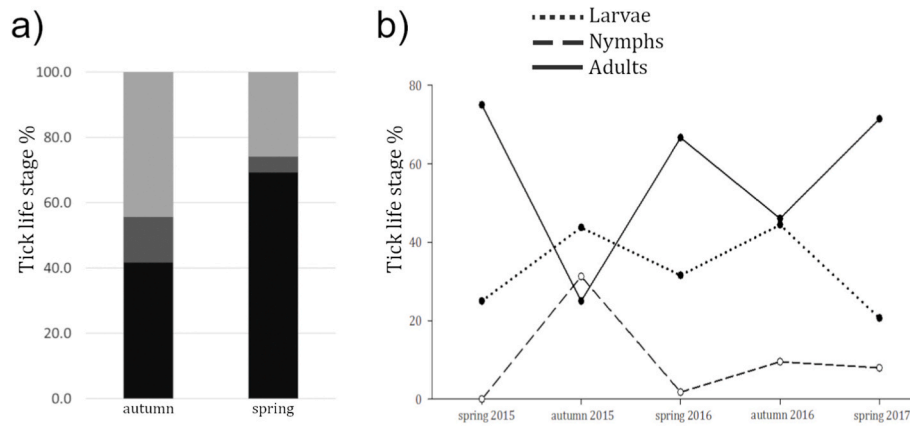 a)
Tick life stage %
100.0
80.0
60.0
40.0
20.0
0.0
autumn spring
b)
Larvae
Nymphs
Adults
Tick life stage %
80
60
40
20
0
spring 2015 autumn 2015 spring 2016 autumn 2016 spring 2017